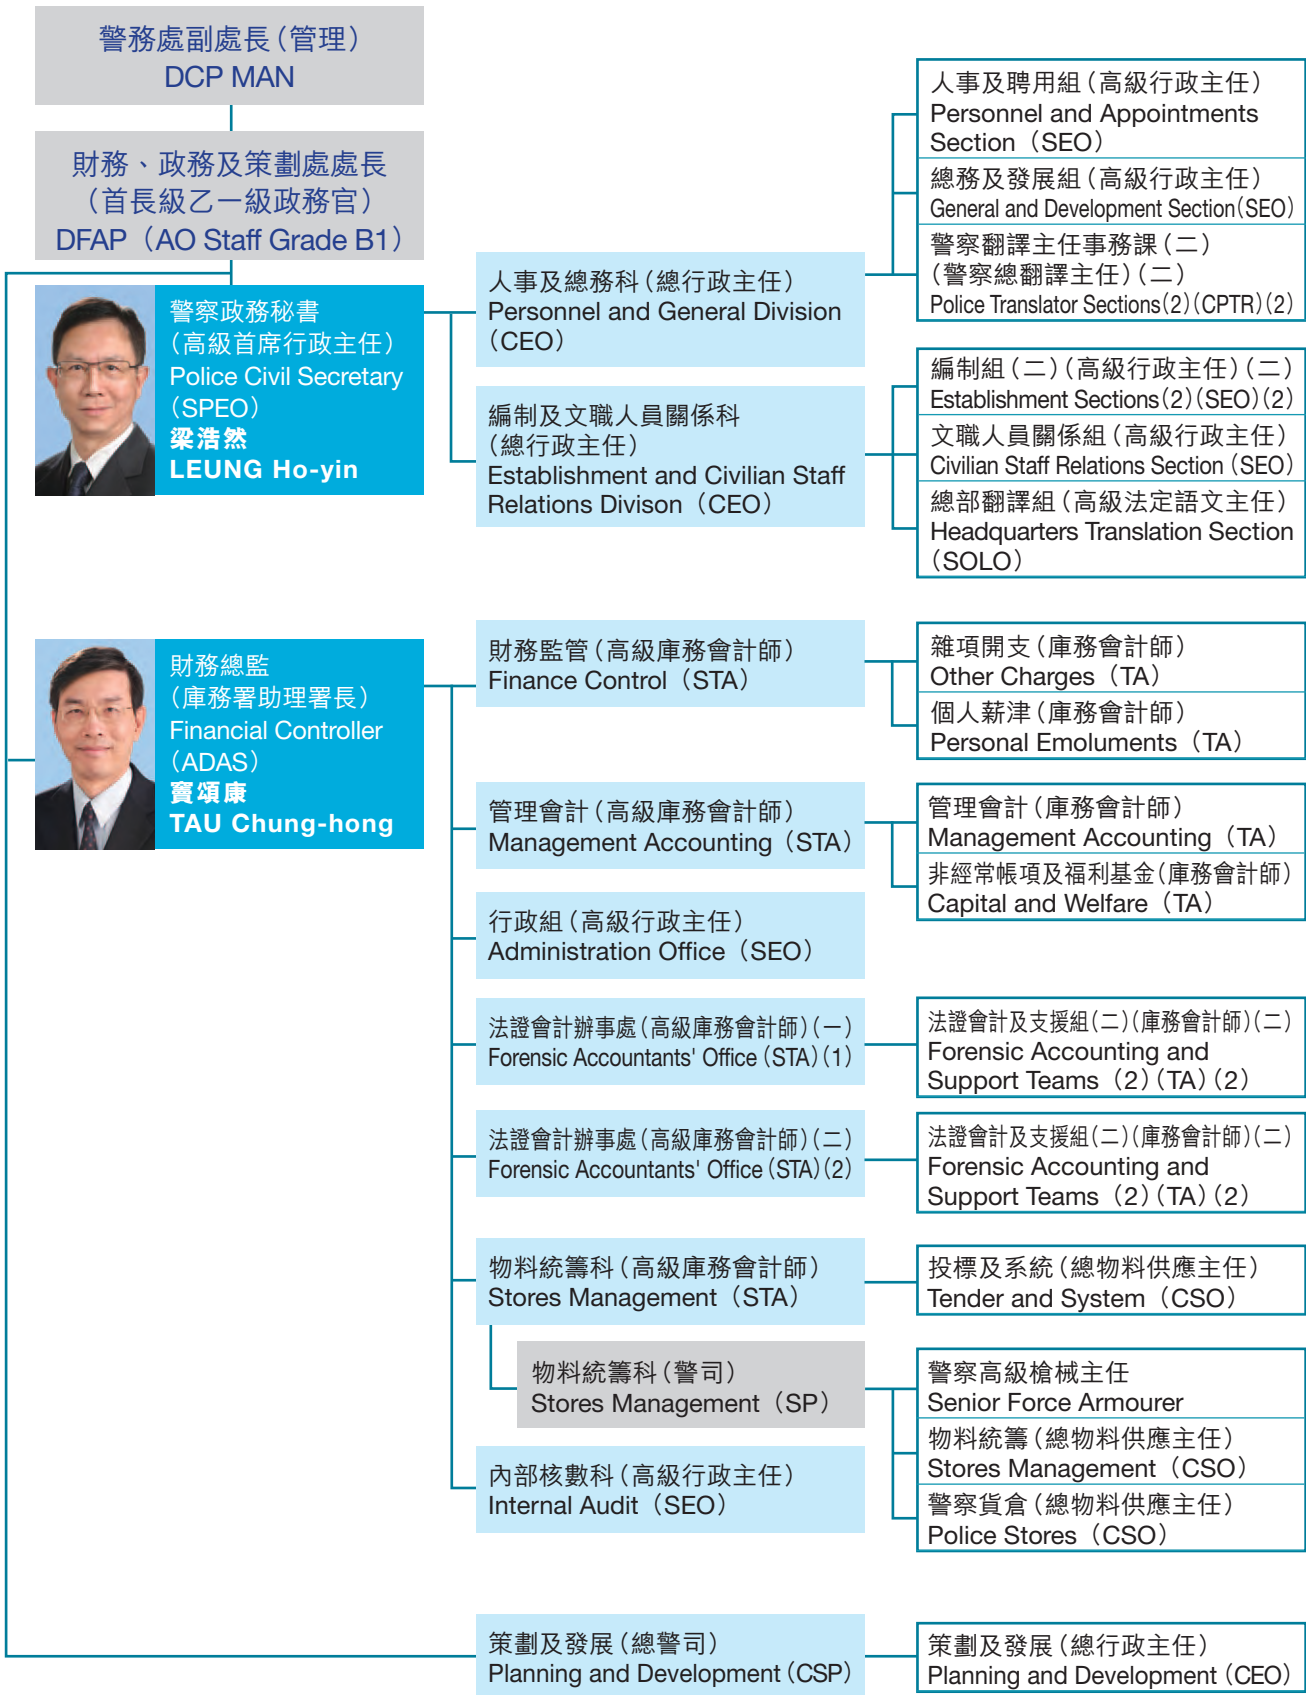 警務處副處長（管理）
DCP MAN
財務、政務及策劃處處長
（首長級乙一級政務官）
DFAP（AO Staff Grade B1）
警察政務秘書
（高級首席行政主任）
Police Civil Secretary
（SPEO）
梁浩然
LEUNG Ho-yin
人事及總務科（總行政主任）
Personnel and General Division
（CEO）
人事及聘用組（高級行政主任）
Personnel and Appointments
Section（SEO）
總務及發展組（高級行政主任）
General and Development Section（SEO）
警察翻譯主任事務課（二）
（警察總翻譯主任）（二）
Police Translator Sections（2）（CPTR）（2）
編制及文職人員關係科
（總行政主任）
Establishment and Civilian Staff
Relations Divison（CEO）
編制組（二）（高級行政主任）（二）
Establishment Sections（2）（SEO）（2）
文職人員關係組（高級行政主任）
Civilian Staff Relations Section（SEO）
總部翻譯組（高級法定語文主任）
Headquarters Translation Section
（SOLO）
財務總監
（庫務署助理署長）
Financial Controller
（ADAS）
竇頌康
TAU Chung-hong
財務監管（高級庫務會計師）
Finance Control（STA）
雜項開支（庫務會計師）
Other Charges（TA）
個人薪津（庫務會計師）
Personal Emoluments（TA）
管理會計（高級庫務會計師）
Management Accounting（STA）
管理會計（庫務會計師）
Management Accounting（TA）
非經常帳項及福利基金（庫務會計師）
Capital and Welfare（TA）
行政組（高級行政主任）
Administration Office（SEO）
法證會計辦事處（高級庫務會計師）（一）
Forensic Accountants' Office（STA）（1）
法證會計及支援組（二）（庫務會計師）（二）
Forensic Accounting and
Support Teams（2）（TA）（2）
法證會計辦事處（高級庫務會計師）（二）
Forensic Accountants' Office（STA）（2）
法證會計及支援組（二）（庫務會計師）（二）
Forensic Accounting and
Support Teams（2）（TA）（2）
物料統籌科（高級庫務會計師）
Stores Management（STA）
投標及系統（總物料供應主任）
Tender and System（CSO）
物料統籌科（警司）
Stores Management（SP）
警察高級槍械主任
Senior Force Armourer
物料統籌（總物料供應主任）
Stores Management（CSO）
警察貨倉（總物料供應主任）
Police Stores（CSO）
內部核數科（高級行政主任）
Internal Audit（SEO）
策劃及發展（總警司）
Planning and Development（CSP）
策劃及發展（總行政主任）
Planning and Development（CEO）